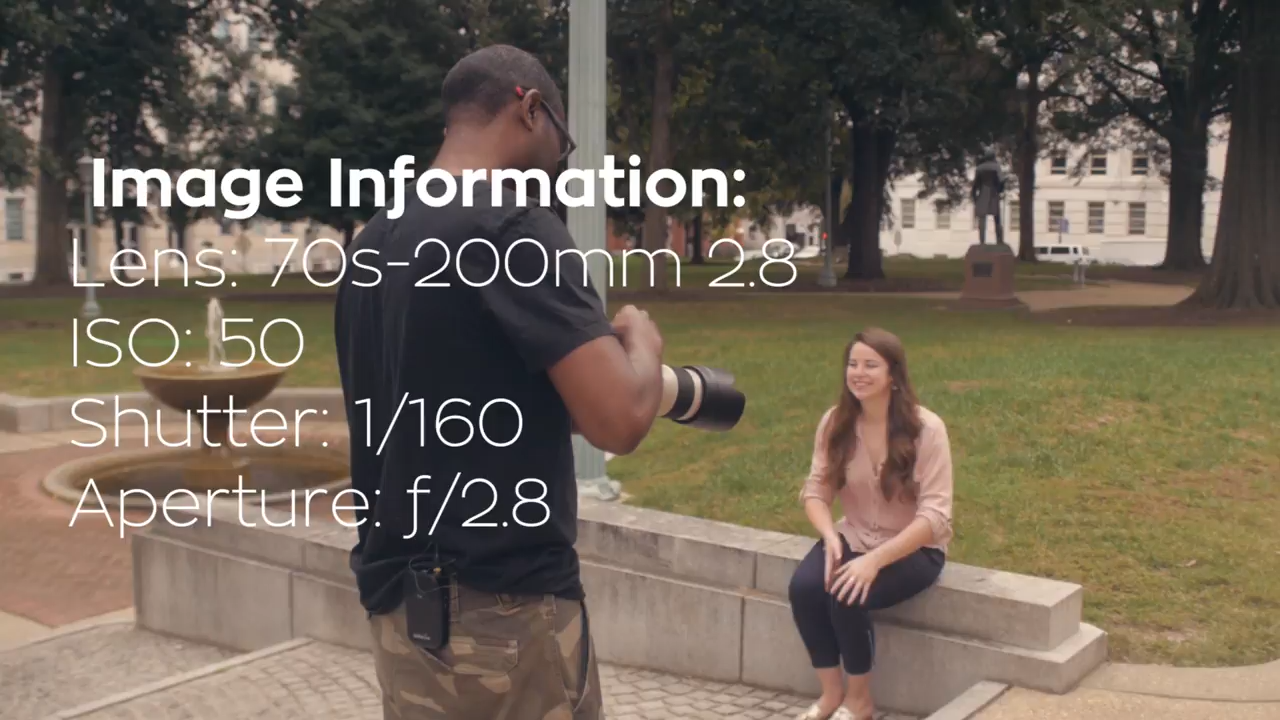 Image Information:
Lens: 70s-200mm 2.8
ISO: 50
Shutter: 1/160
Aperture: ƒ/2.8